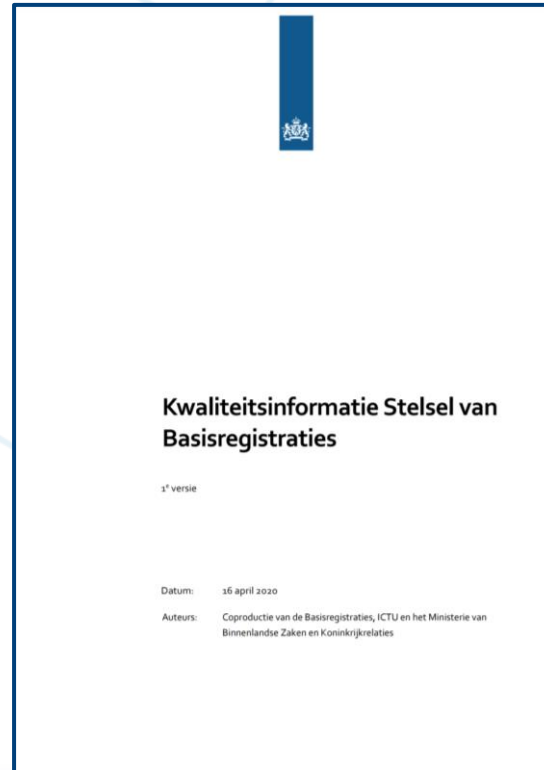 Kwaliteitsinformatie Stelsel van
Basisregistraties
1e versie
Datum: 16 april 2020
Auteurs: Coproductie van de Basisregistraties, ICTU en het Ministerie van
Binnenlandse Zaken en Koninkrijkrelaties